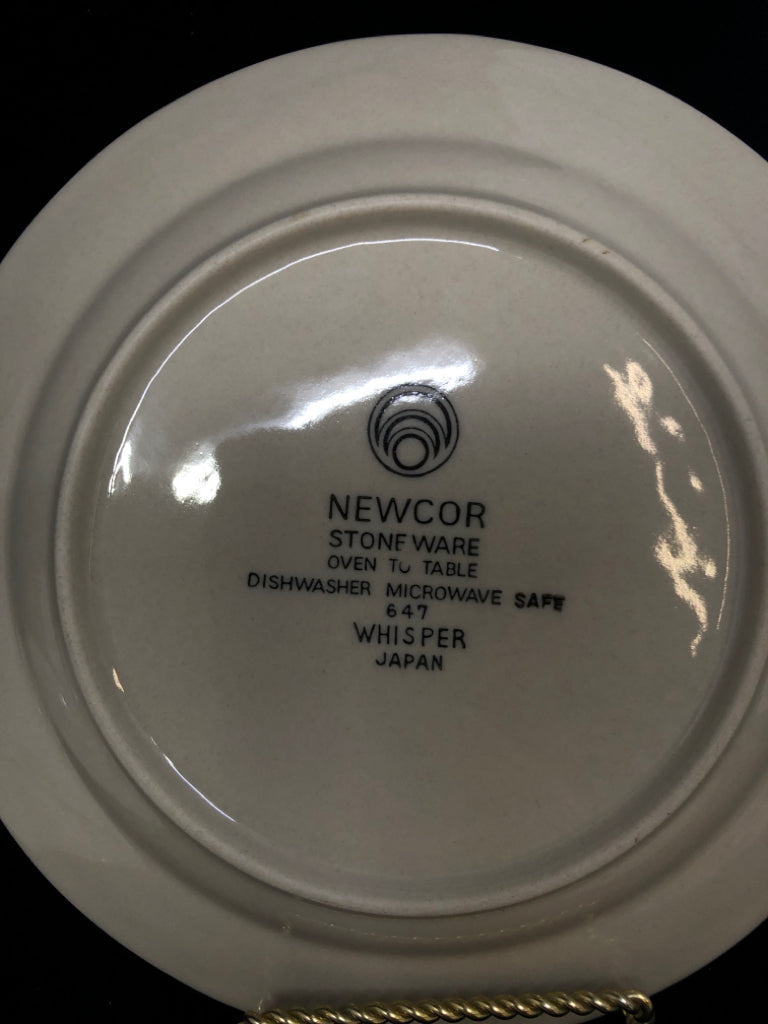 NEWCOR
STONEWARE
OVEN TO TABLE
DISHWASHER MICROWAVE SAFE
647
WHISPER
JAPAN